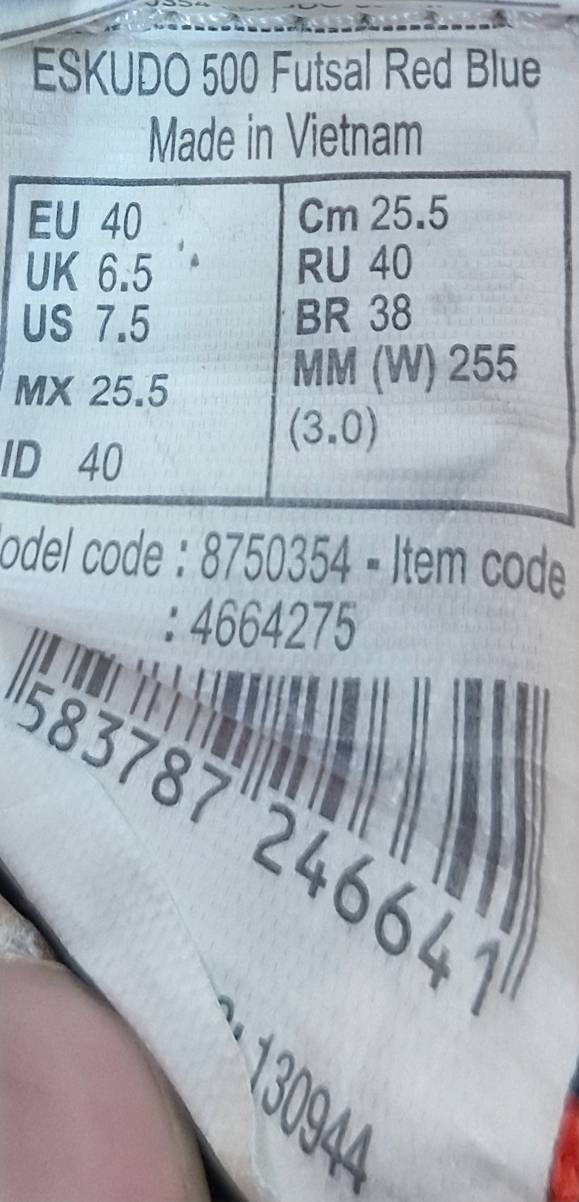 ESKUDO 500 Futsal Red Blue
Made in Vietnam
EU 40
UK 6.5
US 7.5
MX 25.5
ID 40
Cm 25.5
RU 40
BR 38
MM (W) 255
(3.0)
odel code : 8750354 - Item code
: 4664275
583787 246641
130944